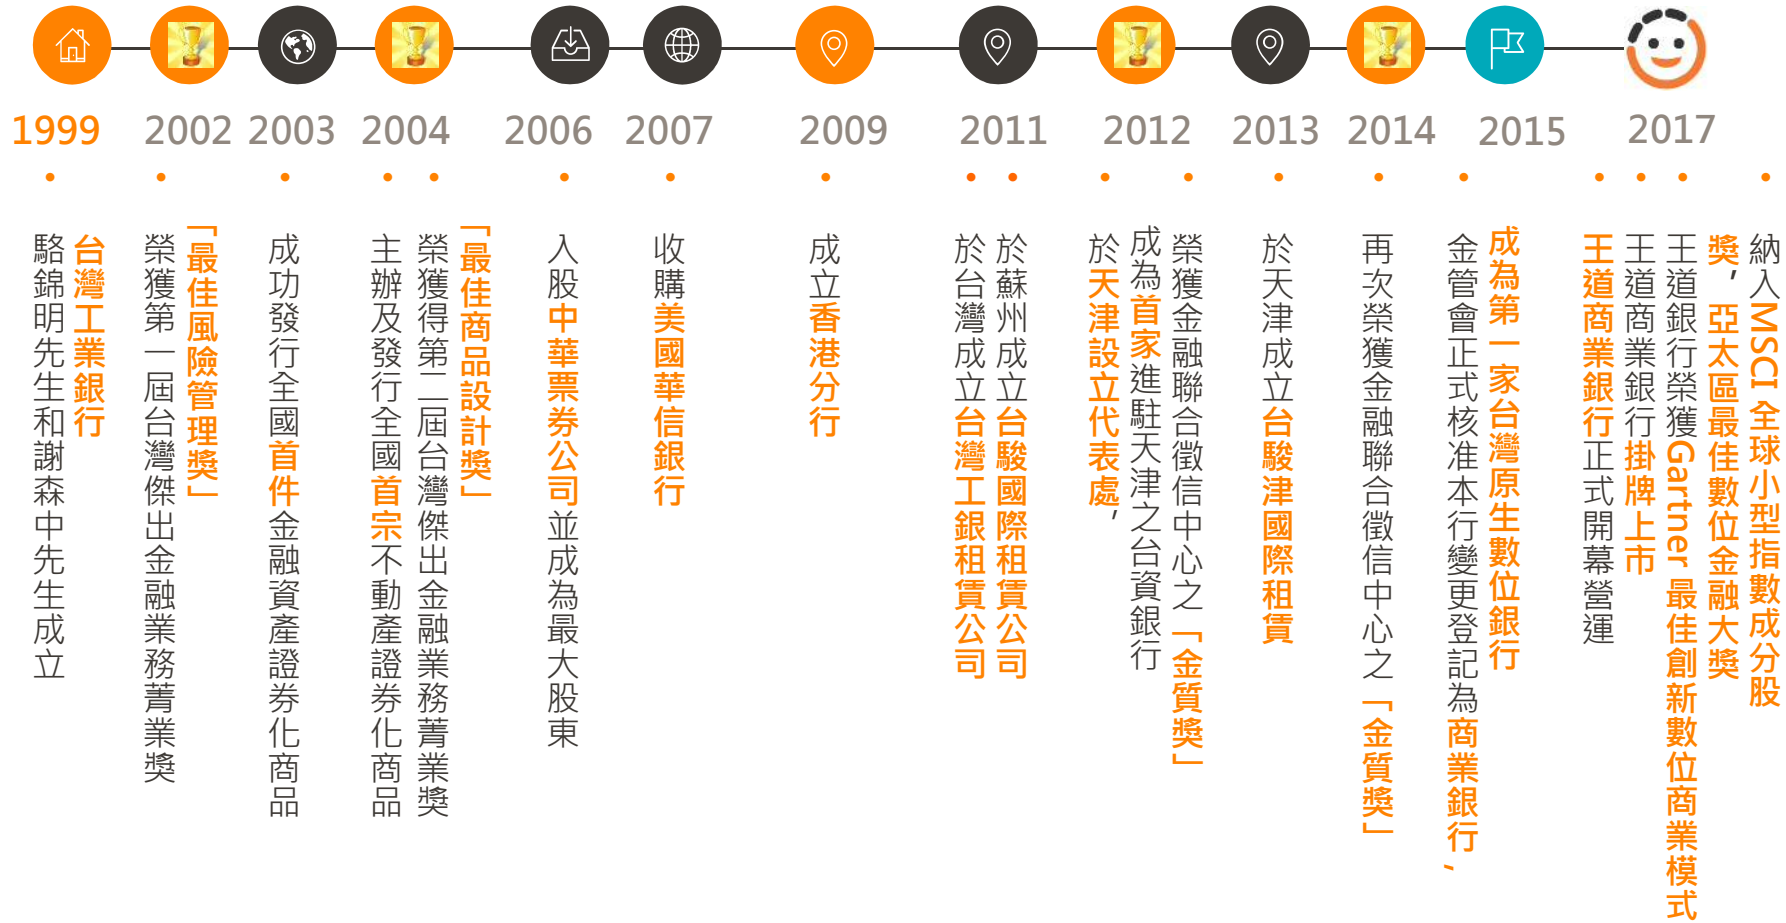 1999
2002
2003
2004
2006
2007
2009
2011
2012
2013
2014
2015
2017
駱錦明先生和謝森中先生成立
台灣工業銀行
榮獲第一屆台灣傑出金融業務菁業獎
「最佳風險管理獎」
成功發行全國首件金融資產證券化商品
主辦及發行全國首宗不動產證券化商品
榮獲得第二屆台灣傑出金融業務菁業獎
「最佳商品設計獎」
入股中華票券公司並成為最大股東
收購美國華信銀行
成立香港分行
於台灣成立台灣工銀租賃公司
於蘇州成立台駿國際租賃公司
於天津設立代表處,
成為首家進駐天津之台資銀行
榮獲金融聯合徵信中心之「金質獎」
於天津成立台駿津國際租賃
再次榮獲金融聯合徵信中心之「金質獎」
金管會正式核准本行變更登記為商業銀行,
成為第一家台灣原生數位銀行
王道商業銀行正式開幕營運
王道商業銀行掛牌上市
王道銀行榮獲Gartner 最佳創新數位商業模式
獎, 亞太區最佳數位金融大獎
納入MSCI 全球小型指數成分股